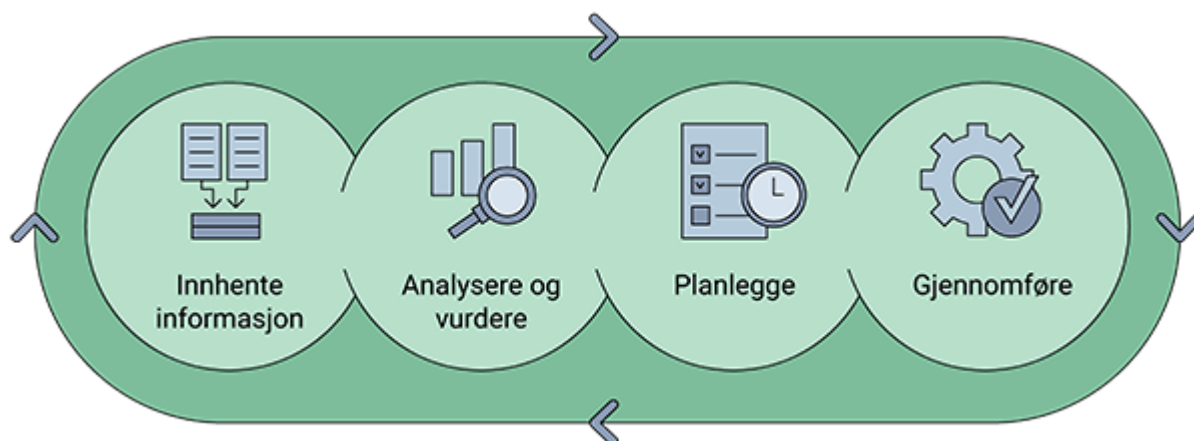 Innhente
informasjon
Analysere og
vurdere
Planlegge
Gjennomføre